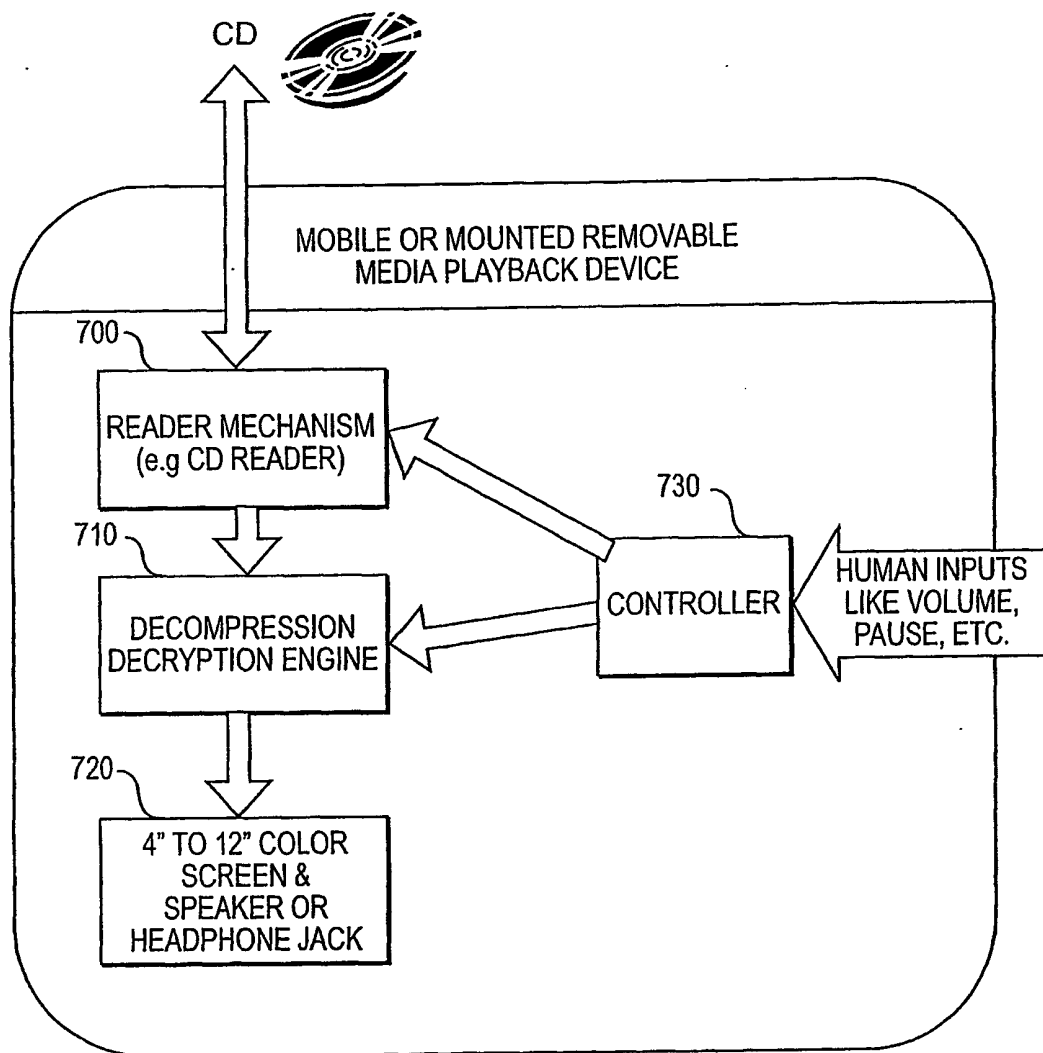 CD
MOBILE OR MOUNTED REMOVABLE
MEDIA PLAYBACK DEVICE
700
READER MECHANISM
(e.g CD READER)
730
710
CONTROLLER
HUMAN INPUTS
LIKE VOLUME,
PAUSE, ETC.
DECOMPRESSION
DECRYPTION ENGINE
720
4” TO 12” COLOR
SCREEN &
SPEAKER OR
HEADPHONE JACK